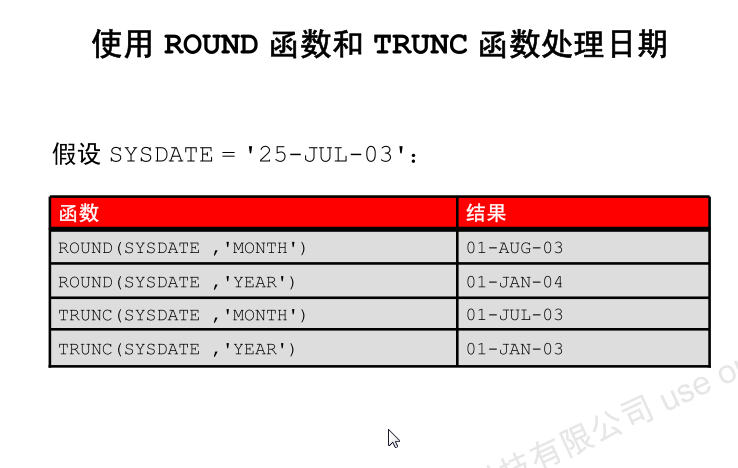 使用 ROUND 函数和 TRUNC 函数处理日期
假设 SYSDATE = '25-JUL-03':
函数 结果
ROUND(SYSDATE ,'MONTH') 01-AUG-03
ROUND(SYSDATE ,'YEAR') 01-JAN-04
TRUNC(SYSDATE ,'MONTH') 01-JUL-03
TRUNC(SYSDATE ,'YEAR') 01-JAN-03
有限公司 use